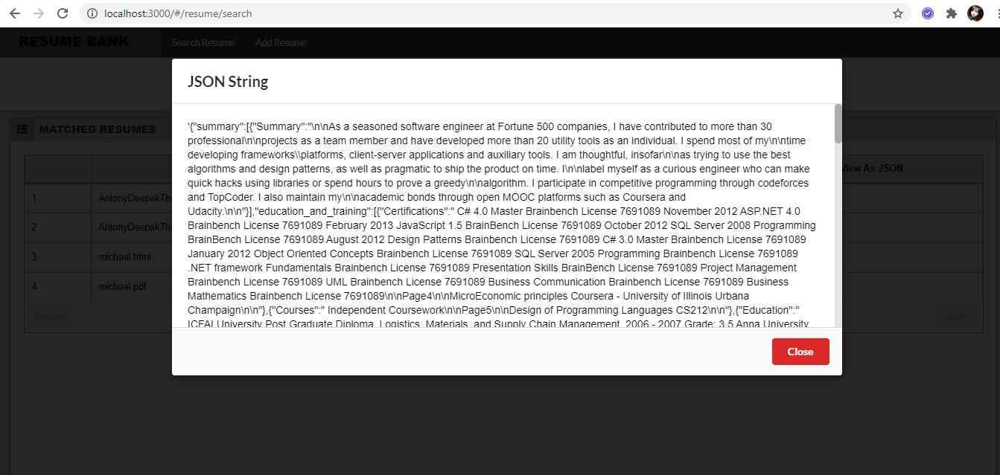 localhost:3000/#/resume/search
RESUME BANK
Search Resume
Add Resume
JSON String
'{"summary":[{"Summary":"\n\nAs a seasoned software engineer at Fortune 500 companies, I have contributed to more than 30
professional\n\nprojects as a team member and have developed more than 20 utility tools as an individual. I spend most of my\n\ntime
developing frameworks\\platforms, client-server applications and auxiliary tools. I am thoughtful, insofar\n\nas trying to use the best
algorithms and design patterns, as well as pragmatic to ship the product on time. I\n\nlabel myself as a curious engineer who can make
quick hacks using libraries or spend hours to prove a greedy\n\nalgorithm. I participate in competitive programming through codeforces
and TopCoder. I also maintain my\n\nacademic bonds through open MOOC platforms such as Coursera and
Udacity.\n\n"}],"education_and_training":[{"Certifications":" C# 4.0 Master Brainbench License 7691089 November 2012 ASP.NET 4.0
Brainbench License 7691089 February 2013 JavaScript 1.5 BrainBench License 7691089 October 2012 SQL Server 2008 Programming
BrainBench License 7691089 August 2012 Design Patterns Brainbench License 7691089 C# 3.0 Master Brainbench License 7691089
January 2012 Object Oriented Concepts Brainbench License 7691089 SQL Server 2005 Programming Brainbench License 7691089
.NET framework Fundamentals Brainbench License 7691089 Presentation Skills BrainBench License 7691089 Project Management
Brainbench License 7691089 UML Brainbench License 7691089 Business Communication Brainbench License 7691089 Business
Mathematics Brainbench License 7691089\n\nPage4\n\nMicroEconomic principles Coursera - University of Illinois Urbana
Champaign\n\n"},{"Courses":" Independent Coursework\n\nPage5\n\nDesign of Programming Languages CS212\n\n"},{"Education":"
ICFAI University Post Graduate Diploma, Logistics, Materials, and Supply Chain Management, 2006 - 2007 Grade: 3.5 Anna University
Close
MATCHED RESUMES
View As JSON
1 AntonyDeepakTh
2 AntonyDeepakTh
3 michael.html
4 michael.pdf
Previous
Next